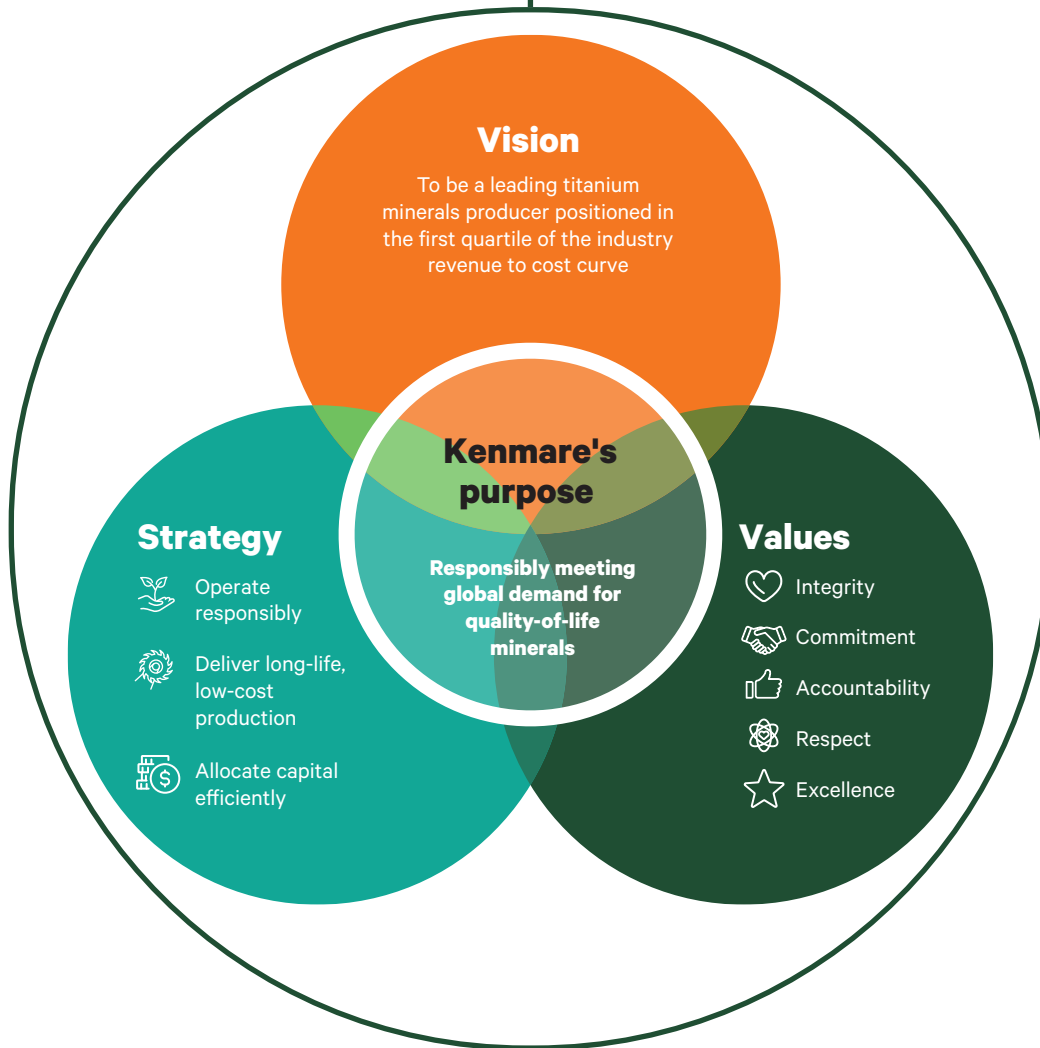 Vision
To be a leading titanium
minerals producer positioned in
the first quartile of the industry
revenue to cost curve
Kenmare's
purpose
Responsibly meeting
global demand for
quality-of-life
minerals
Strategy
Operate
responsibly
Deliver long-life,
low-cost
production
$
Allocate capital
efficiently
Values
Integrity
Commitment
Accountability
Respect
Excellence